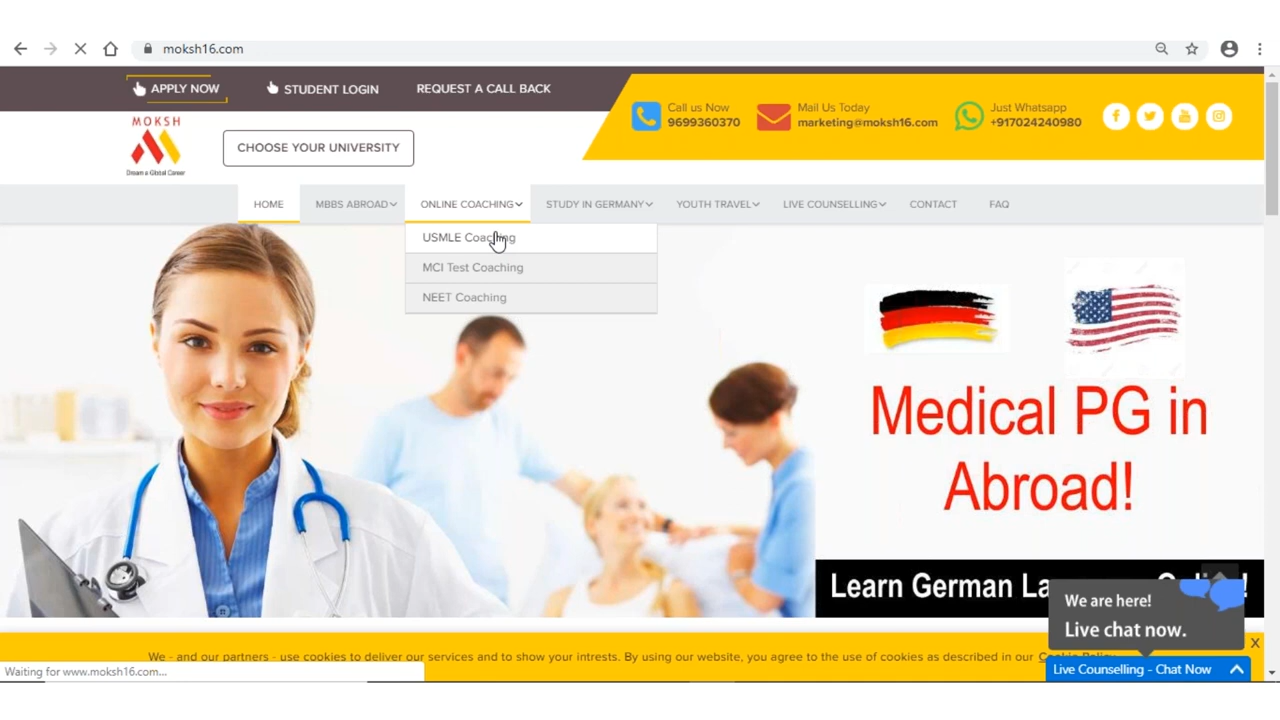 moksh16.com
APPLY NOW
STUDENT LOGIN
REQUEST A CALL BACK
Call us Now
9699360370
Mail Us Today
marketing@moksh16.com
Just Whatsapp
+917024240980
MOKSH
Dream a Global Career
CHOOSE YOUR UNIVERSITY
HOME
MBBS ABROAD
ONLINE COACHING
STUDY IN GERMANY
YOUTH TRAVEL
LIVE COUNSELLING
CONTACT
FAQ
USMLE Coaching
MCI Test Coaching
NEET Coaching
Medical PG in
Abroad!
Learn German
We are here!
Live chat now.
We - and our partners - use cookies to deliver our services and to show your intrests. By using our website, you agree to the use of cookies as described in our Cookie Policy
X
Live Counselling - Chat Now
Waiting for www.moksh16.com...